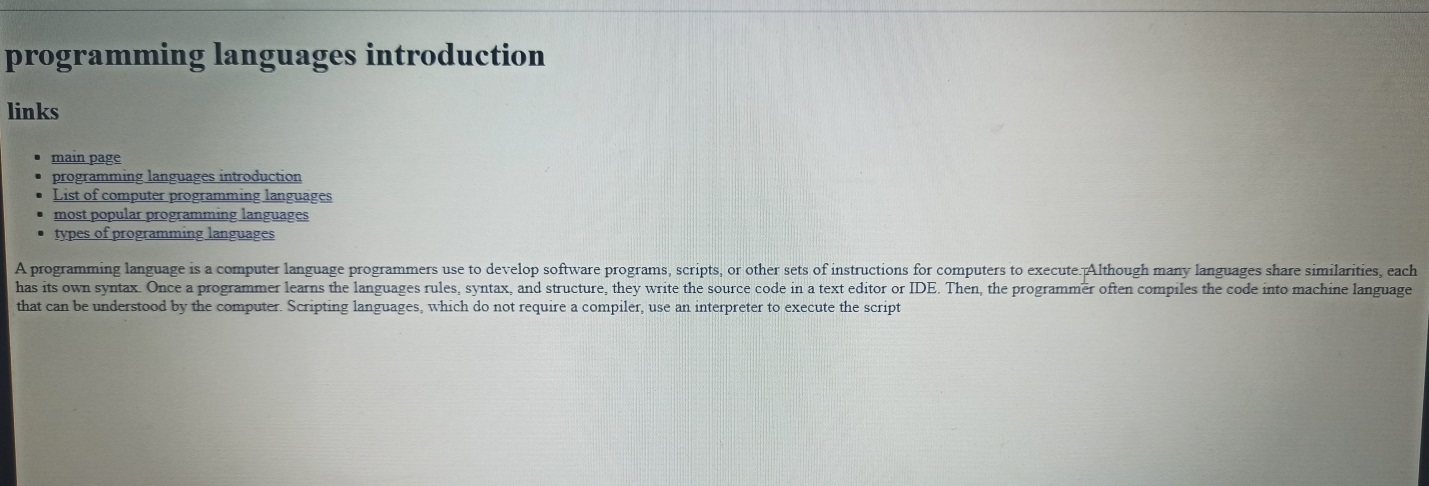 programming languages introduction
links
main page
programming languages introduction
List of computer programming languages
most popular programming languages
types of programming languages
A programming language is a computer language programmers use to develop software programs, scripts, or other sets of instructions for computers to execute. Although many languages share similarities, each
has its own syntax. Once a programmer learns the languages rules, syntax, and structure, they write the source code in a text editor or IDE. Then, the programmer often compiles the code into machine language
that can be understood by the computer. Scripting languages, which do not require a compiler, use an interpreter to execute the script